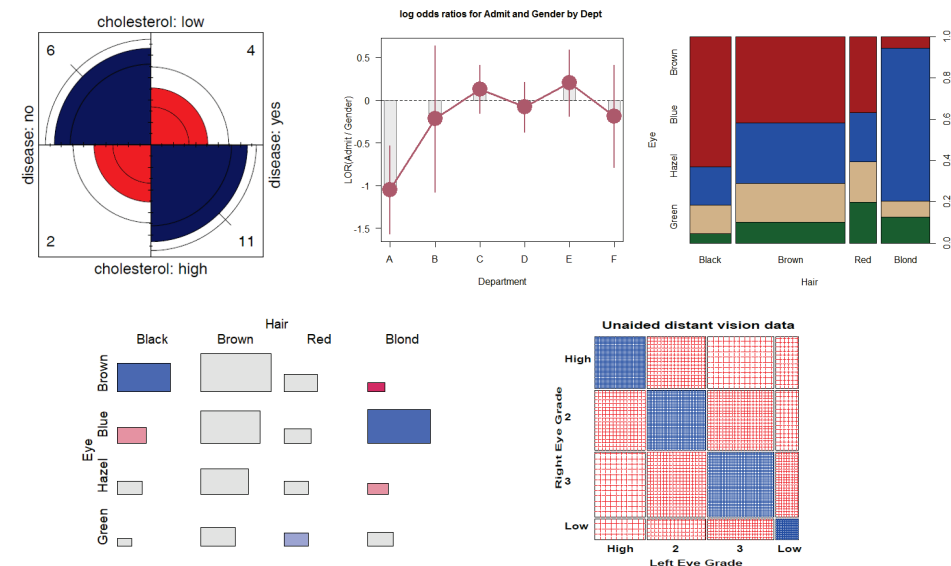 cholesterol: low
6
4
disease: no
disease: yes
2
11
cholesterol: high
log odds ratios for Admit and Gender by Dept
LOR(Admit / Gender)
0.5
0
-0.5
-1
-1.5
A B C D E F
Department
Eye
Brown
Blue
Hazel
Green
1.0
0.8
0.6
0.4
0.2
0.0
Black Brown Red Blond
Hair
Hair
Black Brown Red Blond
Eye
Brown
Blue
Hazel
Green
Unaided distant vision data
Right Eye Grade
High
2
3
Low
High 2 3 Low
Left Eye Grade